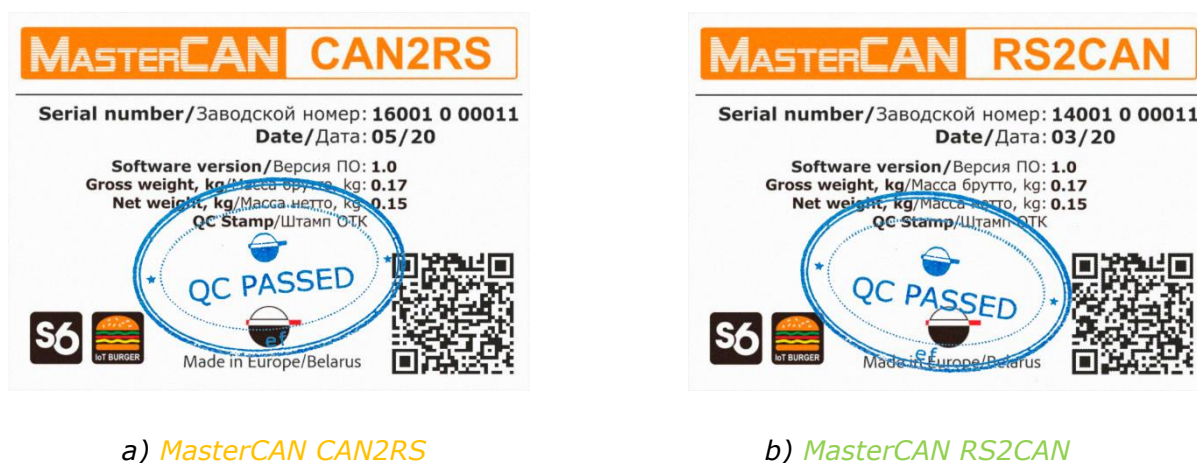 MASTERCAN CAN2RS
Serial number/Заводской номер: 16001 0 00011
Date/Дата: 05/20
Software version/Версия ПО: 1.0
Gross weight, kg/Масса брутто, kg: 0.17
Net weight, kg/Масса нетто, kg: 0.15
QC Stamp/Штамп ОТК
QC PASSED
ef
S6
IoT BURGER
Made in Europe/Belarus
a) MasterCAN CAN2RS
MASTERCAN RS2CAN
Serial number/Заводской номер: 14001 0 00011
Date/Дата: 03/20
Software version/Версия ПО: 1.0
Gross weight, kg/Масса брутто, kg: 0.17
Net weight, kg/Масса нетто, kg: 0.15
QC Stamp/Штамп ОТК
QC PASSED
ef
S6
IoT BURGER
Made in Europe/Belarus
b) MasterCAN RS2CAN